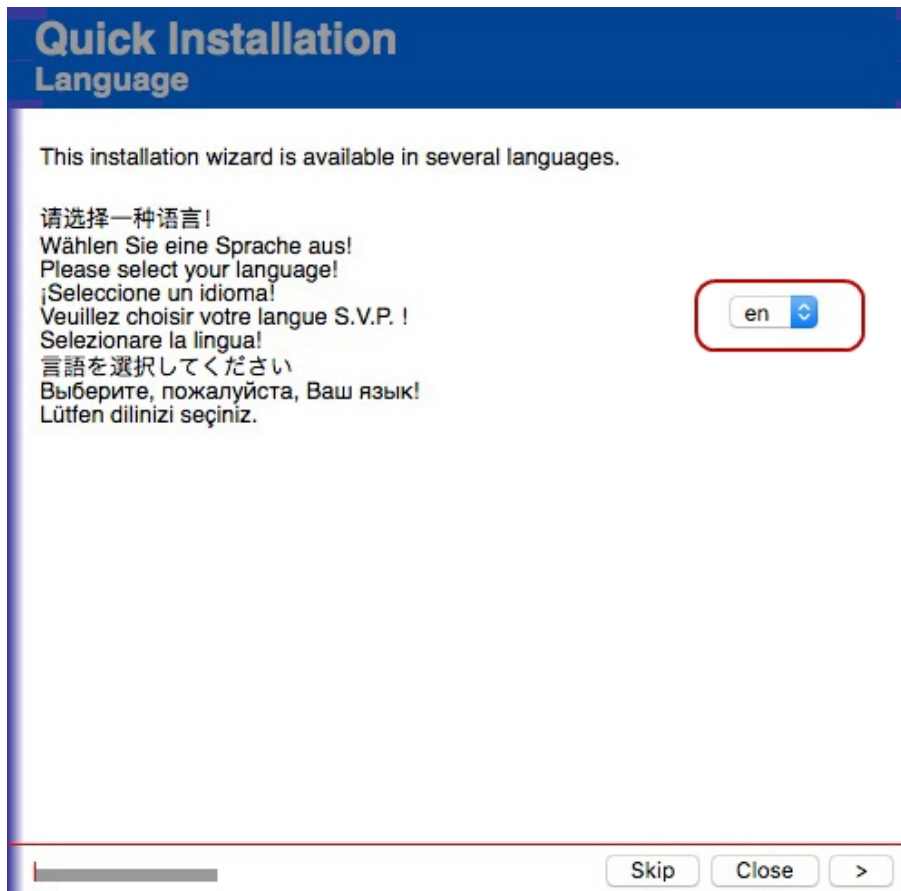 Quick Installation
Language
This installation wizard is available in several languages.
请选择一种语言!
Wählen Sie eine Sprache aus!
Please select your language!
¡Seleccione un idioma!
Veuillez choisir votre langue S.V.P. !
Selezionare la lingua!
言語を選択してください
Выберите, пожалуйста, Ваш язык!
Lütfen dilinizi seçiniz.
en
Skip Close >